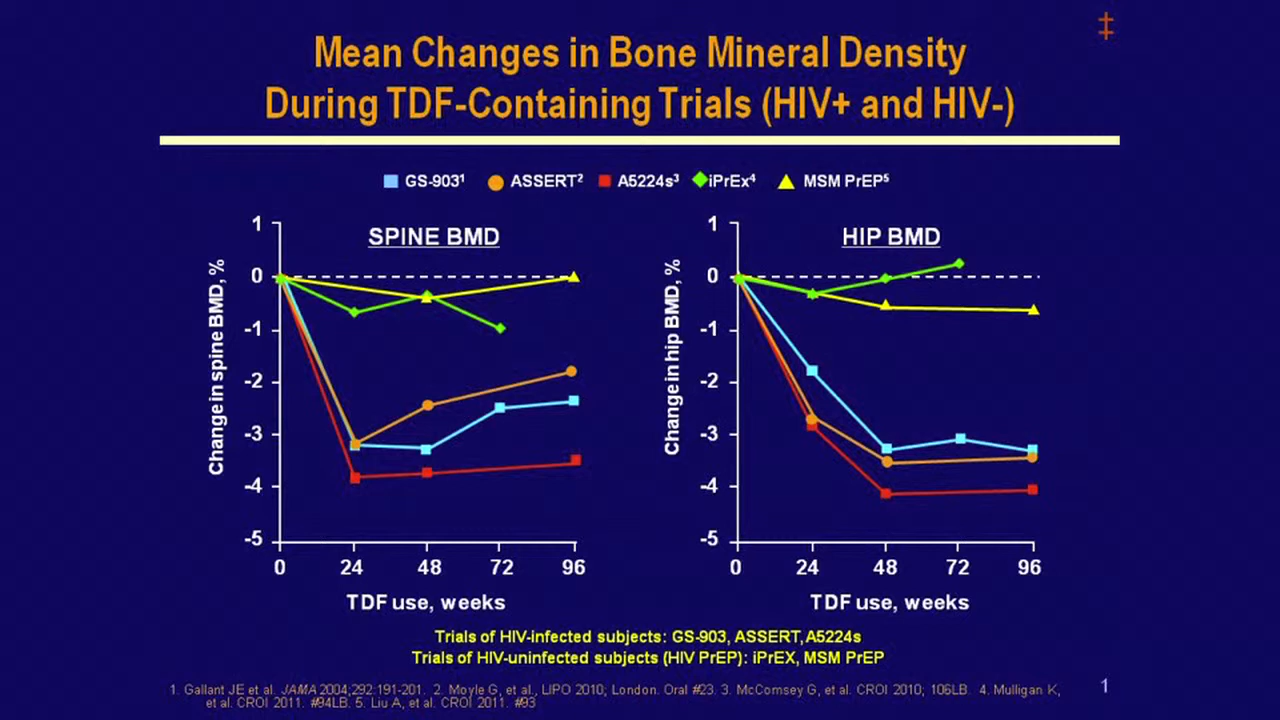 ‡
Mean Changes in Bone Mineral Density
During TDF-Containing Trials (HIV+ and HIV-)
GS-903¹ ASSERT² A5224s³ iPrEx⁴ MSM PrEP⁵
SPINE BMD
Change in spine BMD, %
1
0
-1
-2
-3
-4
-5
0 24 48 72 96
TDF use, weeks
HIP BMD
Change in hip BMD, %
1
0
-1
-2
-3
-4
-5
0 24 48 72 96
TDF use, weeks
Trials of HIV-infected subjects: GS-903, ASSERT, A5224s
Trials of HIV-uninfected subjects (HIV PrEP): iPrEX, MSM PrEP
1. Gallant JE et al. JAMA 2004;292:191-201. 2. Moyle G, et al., LIPO 2010; London. Oral #23. 3. McComsey G, et al. CROI 2010; 106LB. 4. Mulligan K,
et al. CROI 2011. #94LB. 5. Liu A, et al. CROI 2011. #93
1